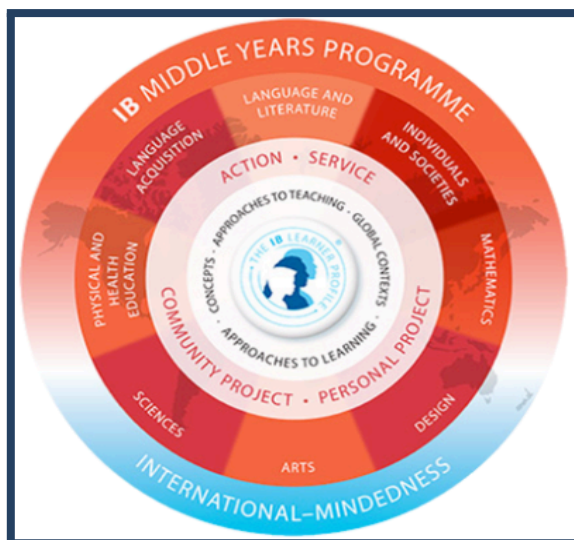 IB MIDDLE YEARS PROGRAMME
LANGUAGE AND
LITERATURE
INDIVIDUALS
AND SOCIETIES
MATHEMATICS
DESIGN
ARTS
SCIENCES
PHYSICAL AND
HEALTH
EDUCATION
LANGUAGE
ACQUISITION
ACTION • SERVICE
COMMUNITY PROJECT • PERSONAL PROJECT
APPROACHES TO TEACHING · GLOBAL CONTEXTS ·
APPROACHES TO LEARNING · CONCEPTS ·
THE IB LEARNER PROFILE ®
INTERNATIONAL–MINDEDNESS